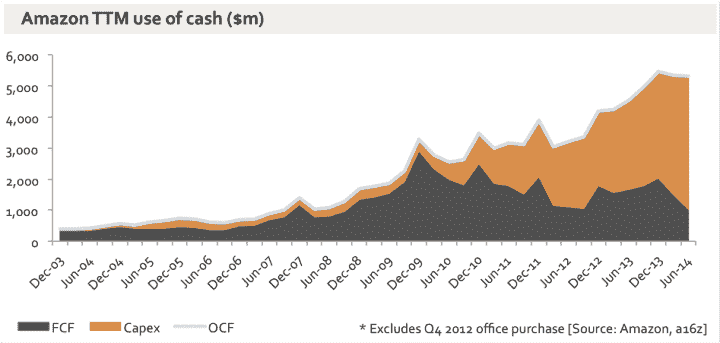 Amazon TTM use of cash ($m)
6,000
5,000
4,000
3,000
2,000
1,000
0
Dec-03
Jun-04
Dec-04
Jun-05
Dec-05
Jun-06
Dec-06
Jun-07
Dec-07
Jun-08
Dec-08
Jun-09
Dec-09
Jun-10
Dec-10
Jun-11
Dec-11
Jun-12
Dec-12
Jun-13
Dec-13
Jun-14
FCF Capex OCF * Excludes Q4 2012 office purchase [Source: Amazon, a16z]